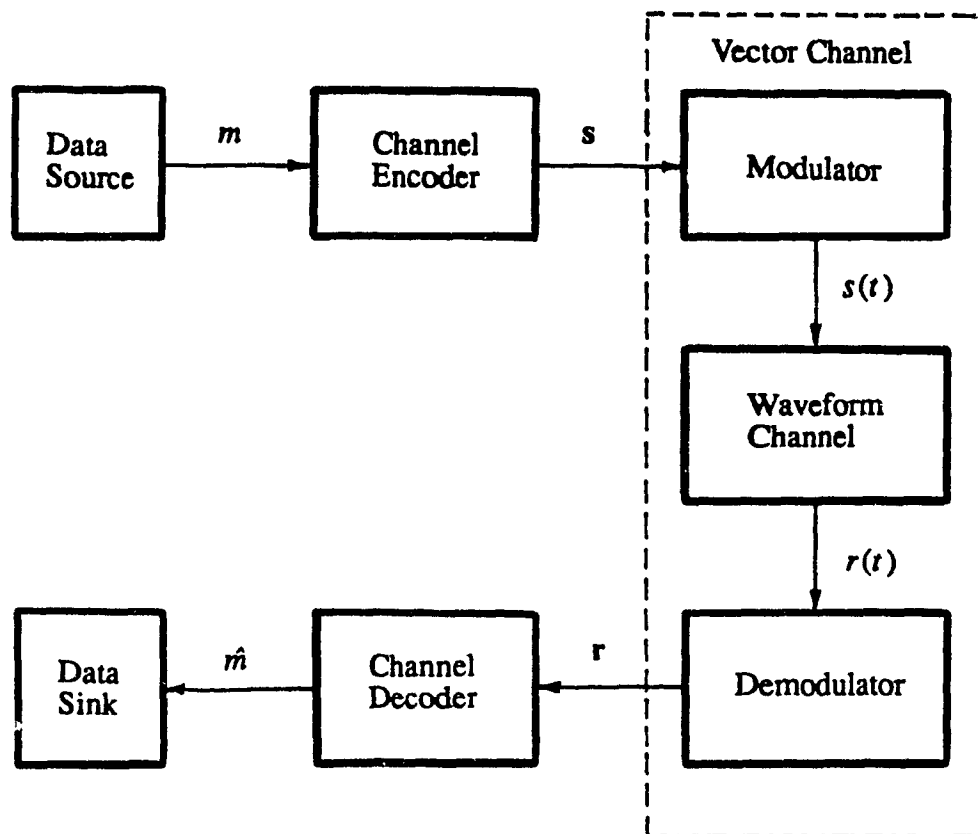 Vector Channel
Data
Source
m
Channel
Encoder
s
Modulator
s(t)
Waveform
Channel
r(t)
Data
Sink
m̂
Channel
Decoder
r
Demodulator